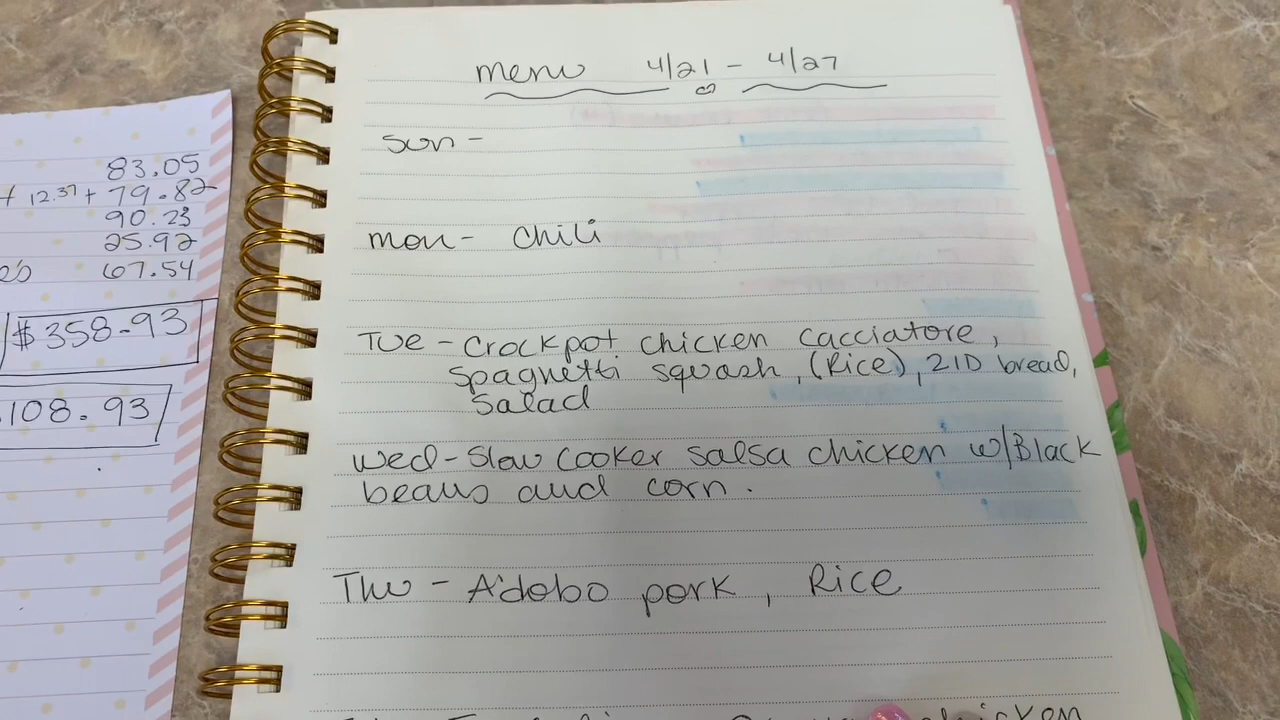 83.05
12.37 + 79.82
90.23
25.92
67.54
$358.93
108.93
menu 4/21 - 4/27
Sun -
mon - Chili
Tue - Crockpot chicken cacciatore,
spaghetti squash, (Rice), 21D bread,
Salad
Wed - Slow cooker salsa chicken w/Black
beans and corn.
Thu - Adobo pork, Rice
chicken